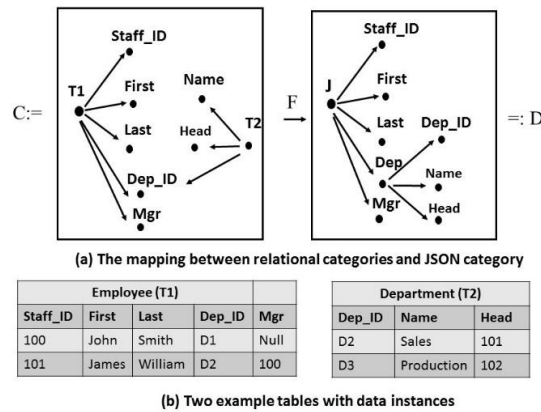 Staff_ID
T1
First
Name
C:=
Last
Head
T2
Dep_ID
Mgr
F
Staff_ID
J
First
Last
Dep_ID
=: D
Dep
Name
Mgr
Head
(a) The mapping between relational categories and JSON category
Employee (T1)
Staff_ID First Last Dep_ID Mgr
100 John Smith D1 Null
101 James William D2 100
Department (T2)
Dep_ID Name Head
D2 Sales 101
D3 Production 102
(b) Two example tables with data instances